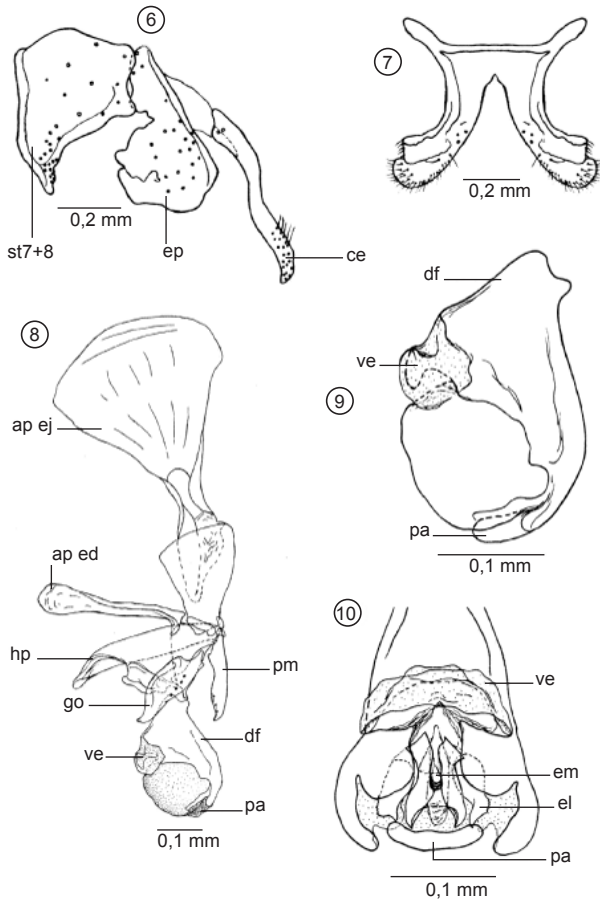 6
st7+8
0,2 mm
ep
ce
7
0,2 mm
8
ap ej
ap ed
hp
go
pm
df
ve
pa
0,1 mm
df
ve
9
pa
0,1 mm
10
ve
em
el
pa
0,1 mm